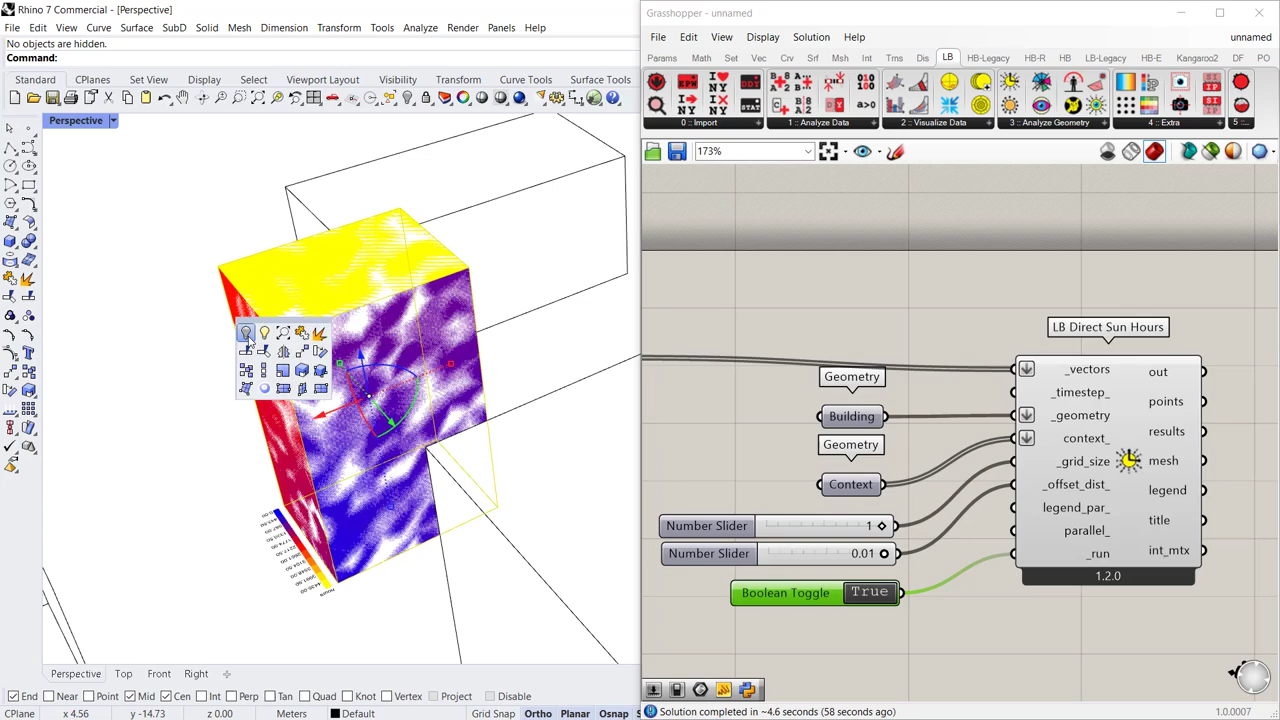 Rhino 7 Commercial - [Perspective]
File Edit View Curve Surface Solid Mesh Dimension Transform Tools Analyze Render Panels Help
No objects are hidden.
Command:
Standard CPlanes Set View Display Select Viewport Layout Visibility Transform Curve Tools Surface Tools
Perspective
Perspective Top Front Right
End Near Point Mid Cen Int Perp Tan Quad Knot Vertex Project Disable
CPlane x 4.56 y -14.73 z 0.00 Meters Default Grid Snap Ortho Planar Osnap
Grasshopper - unnamed
File Edit View Display Solution Help unnamed
Params Math Set Vec Crv Srf Msh Int Trns Dis LB HB-Legacy HB-R HB LB-Legacy HB-E Kangaroo2 DF PO
0 :: Import 1 :: Analyze Data 2 :: Visualize Data 3 :: Analyze Geometry 4 :: Extra 5 ::...
173%
LB Direct Sun Hours
Geometry
Building
Geometry
Context
Number Slider 1
Number Slider 0.01
Boolean Toggle True
_vectors out
_timestep_ points
_geometry results
context_ mesh
_grid_size
_offset_dist_ legend
legend_par_ title
parallel_
_run int_mtx
1.2.0
Solution completed in ~4.6 seconds (58 seconds ago) 1.0.0007